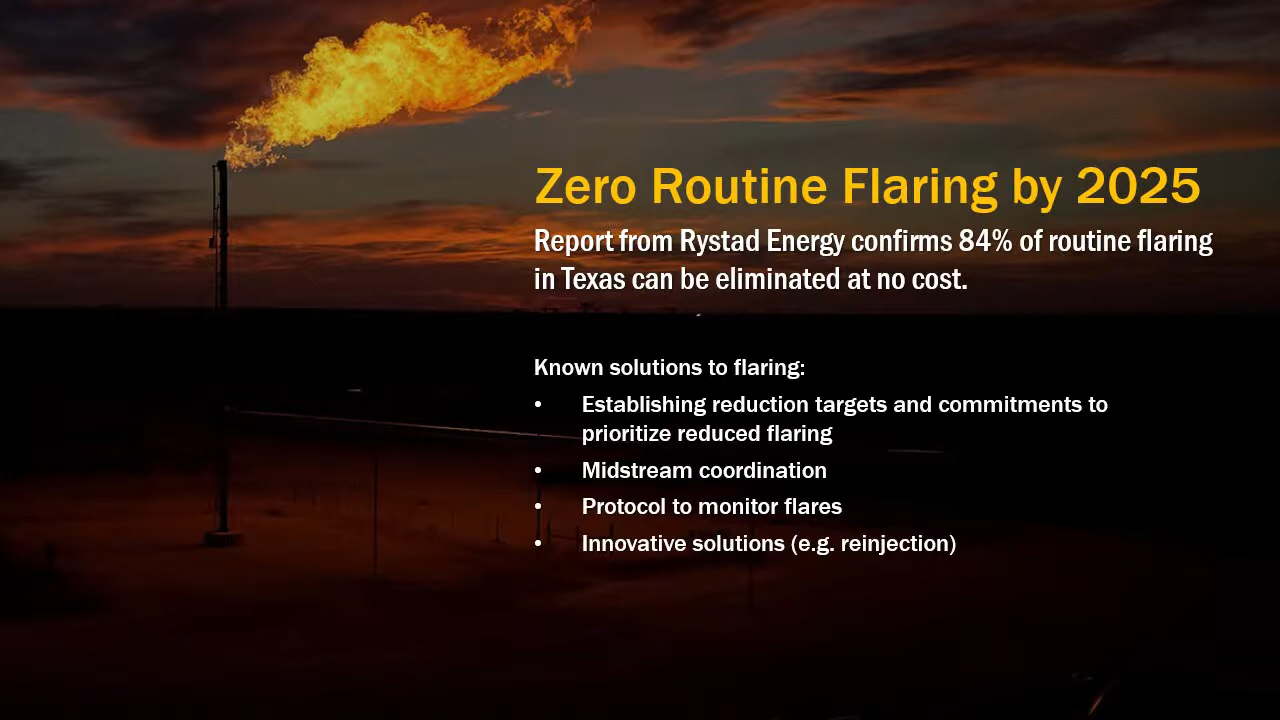 Zero Routine Flaring by 2025
Report from Rystad Energy confirms 84% of routine flaring
in Texas can be eliminated at no cost.
Known solutions to flaring:
• Establishing reduction targets and commitments to
prioritize reduced flaring
• Midstream coordination
• Protocol to monitor flares
• Innovative solutions (e.g. reinjection)